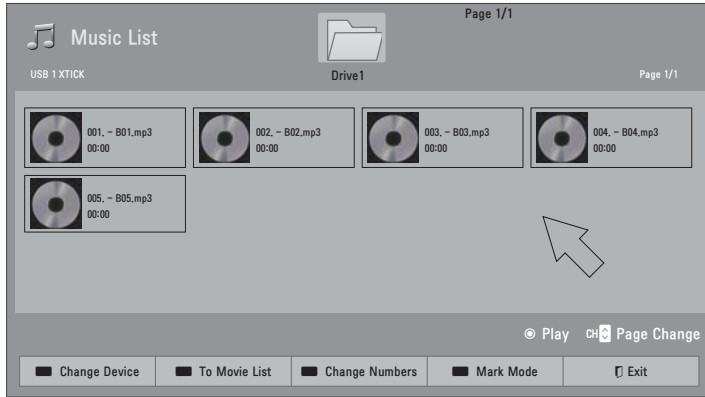 Page 1/1
Music List
USB 1 XTICK
Drive1
Page 1/1
001. - B01.mp3
00:00
002. - B02.mp3
00:00
003. - B03.mp3
00:00
004. - B04.mp3
00:00
005. - B05.mp3
00:00
Play CH Page Change
Change Device To Movie List Change Numbers Mark Mode Exit